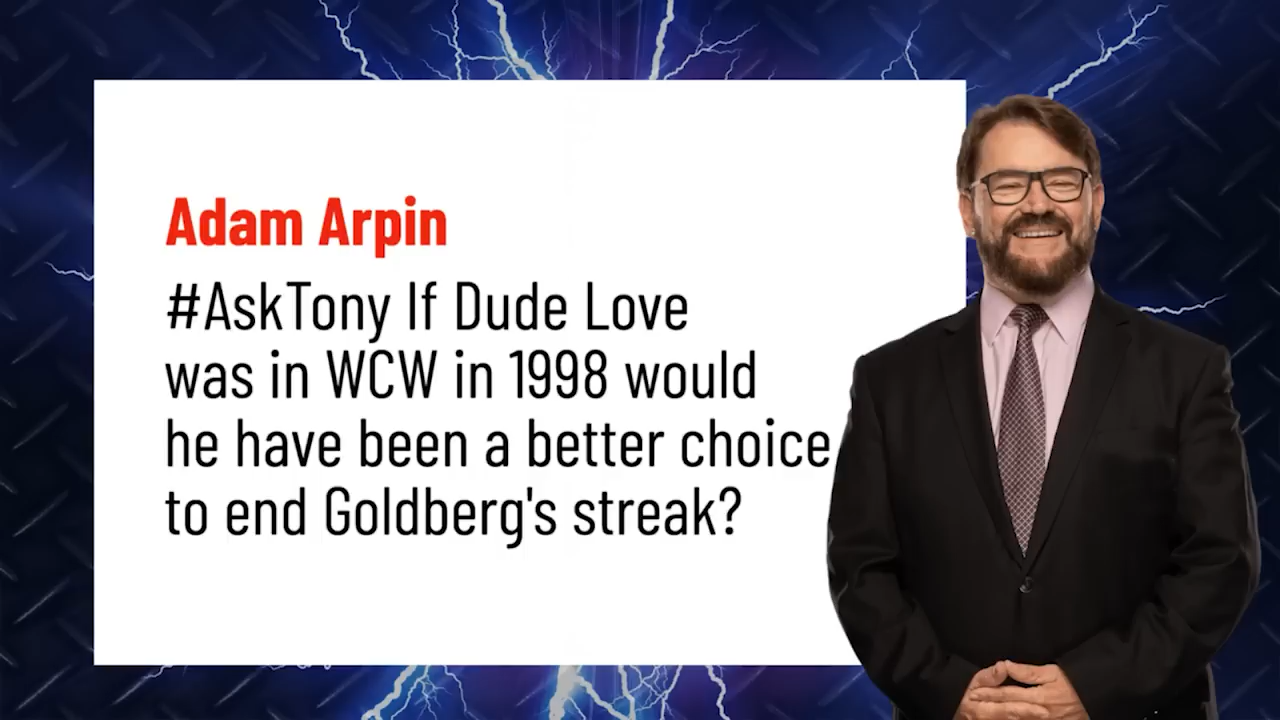 Adam Arpin
#AskTony If Dude Love
was in WCW in 1998 would
he have been a better choice
to end Goldberg's streak?